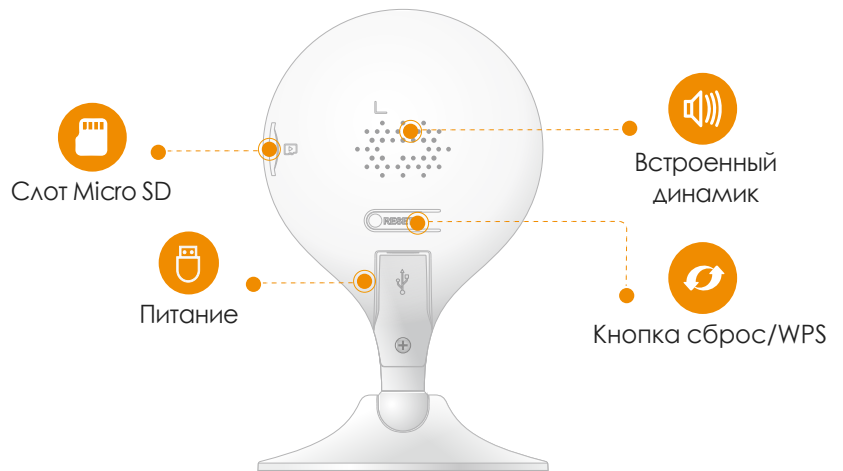 Слот Micro SD
Встроенный
динамик
RESET
Питание
Кнопка сброс/WPS